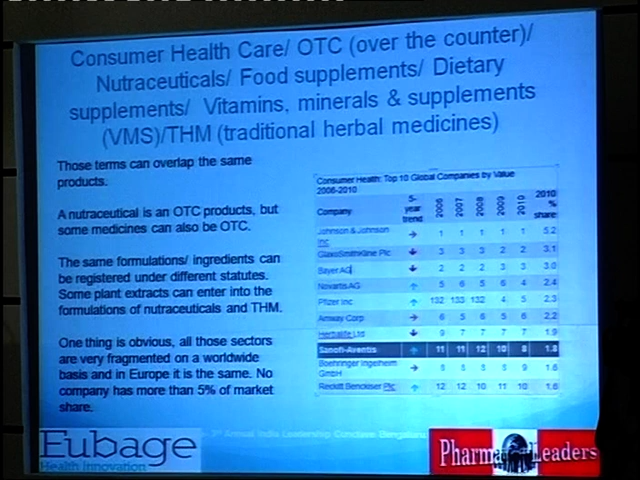 Consumer Health Care/ OTC (over the counter)/
Nutraceuticals/ Food supplements/ Dietary
supplements/ Vitamins, minerals & supplements
(VMS)/THM (traditional herbal medicines)
Those terms can overlap the same
products.
A nutraceutical is an OTC products, but
some medicines can also be OTC.
The same formulations/ ingredients can
be registered under different statutes.
Some plant extracts can enter into the
formulations of nutraceuticals and THM.
One thing is obvious, all those sectors
are very fragmented on a worldwide
basis and in Europe it is the same. No
company has more than 5% of market
share.
Consumer Health: Top 10 Global Companies by Value
2006-2010
Company 5-year trend 2006 2007 2008 2009 2010 2010 % share
Johnson & Johnson Inc → 1 1 1 1 1 5.2
GlaxoSmithKline Plc ↓ 3 3 3 2 2 3.1
Bayer AG ↓ 2 2 2 3 3 3.0
Novartis AG ↑ 5 6 5 6 4 2.4
Pfizer Inc ↑ 132 133 132 4 5 2.3
Amway Corp → 6 5 6 5 6 2.2
Herbalife Ltd ↓ 9 7 7 7 7 1.9
Sanofi-Aventis ↑ 11 11 12 10 8 1.8
Boehringer Ingelheim GmbH → 9 1.6
Reckitt Benckiser Plc ↑ 12 12 10 11 10 1.6
3rd Annual India Leadership Conclave
Eubage
Health Innovation
Pharma Leaders